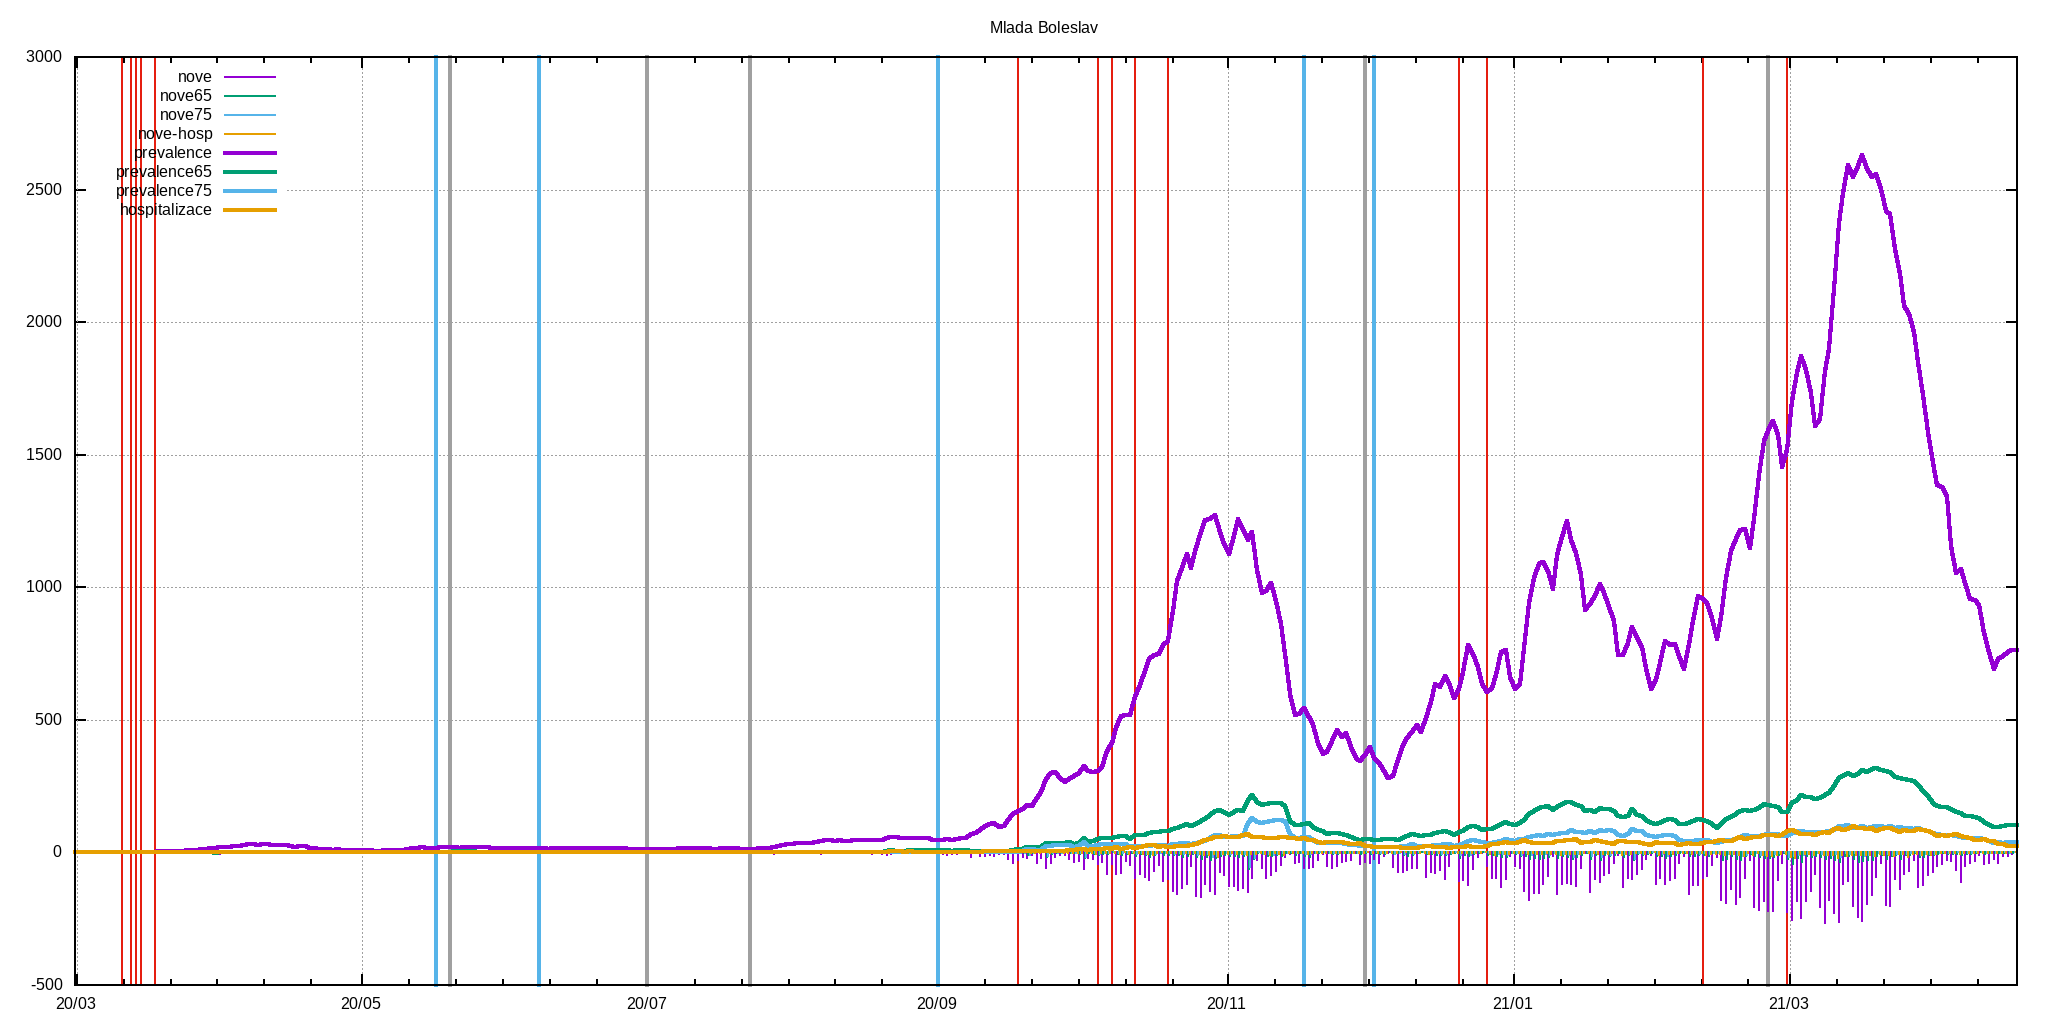 Mlada Boleslav
3000
2500
2000
1500
1000
500
0
-500
nove
nove65
nove75
nove-hosp
prevalence
prevalence65
prevalence75
hospitalizace
20/03 20/05 20/07 20/09 20/11 21/01 21/03